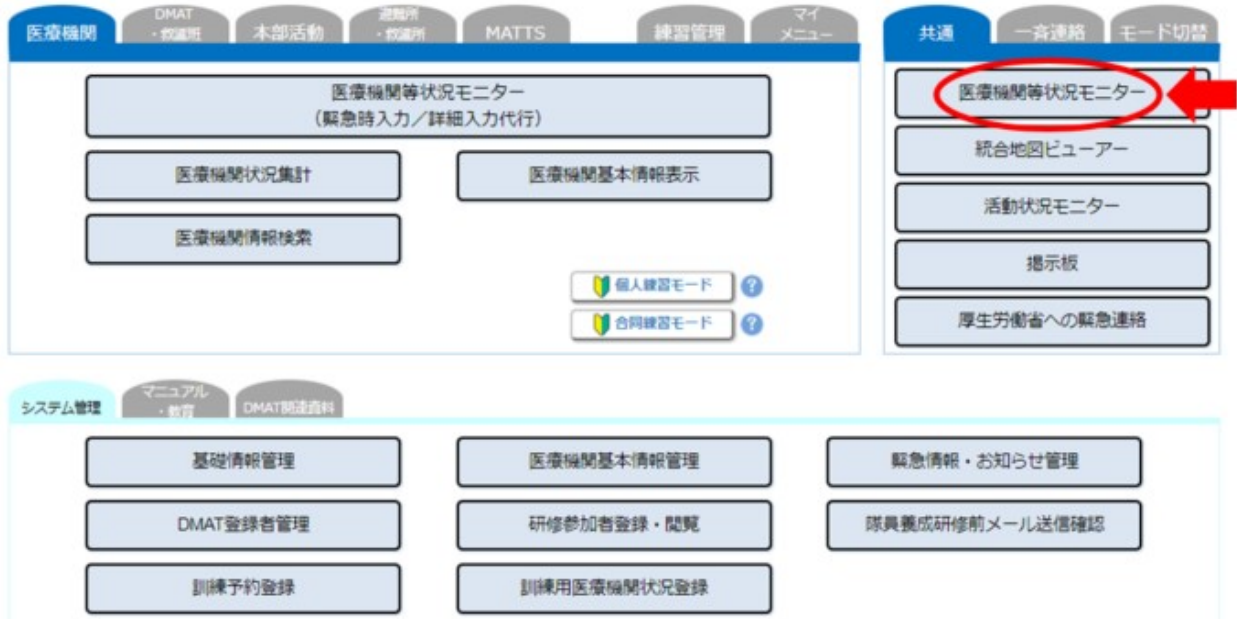 医療機関
DMAT
・救護班
本部活動
避難所
・救護所
MATTS
練習管理
マイ
メニュー
共通
一斉連絡
モード切替
医療機関等状況モニター
(緊急時入力/詳細入力代行)
医療機関状況集計
医療機関基本情報表示
医療機関情報検索
個人練習モード
?
合同練習モード
?
医療機関等状況モニター
統合地図ビューアー
活動状況モニター
掲示板
厚生労働省への緊急連絡
システム管理
マニュアル
・教育
DMAT関連資料
基礎情報管理
医療機関基本情報管理
緊急情報・お知らせ管理
DMAT登録者管理
研修参加者登録・閲覧
隊員養成研修前メール送信確認
訓練予約登録
訓練用医療機関状況登録